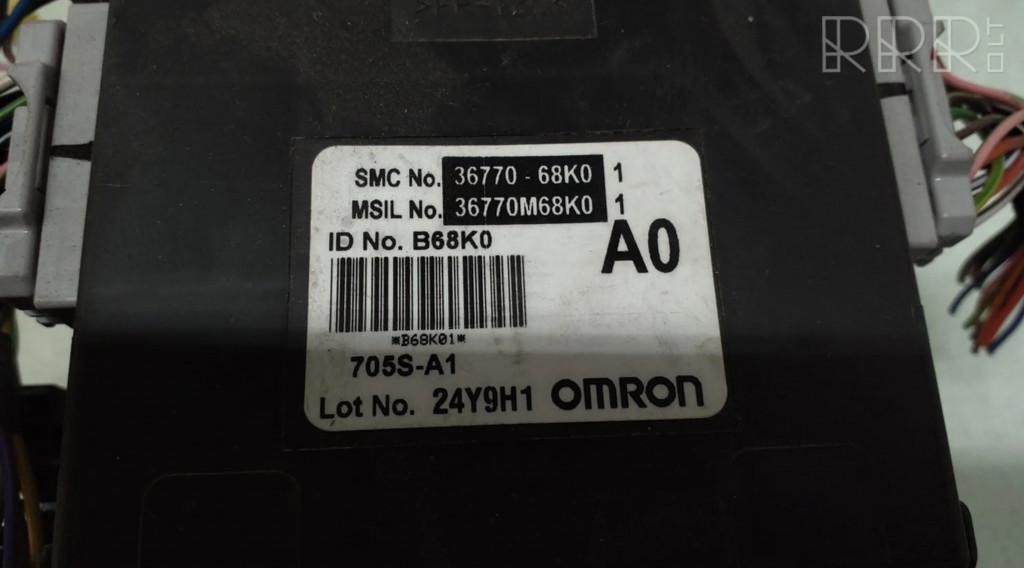 RRR.LT
SMC No. 36770 - 68K0 1
MSIL No. 36770M68K0 1
ID No. B68K0
A0
*B68K01*
705S-A1
Lot No. 24Y9H1 OMRON